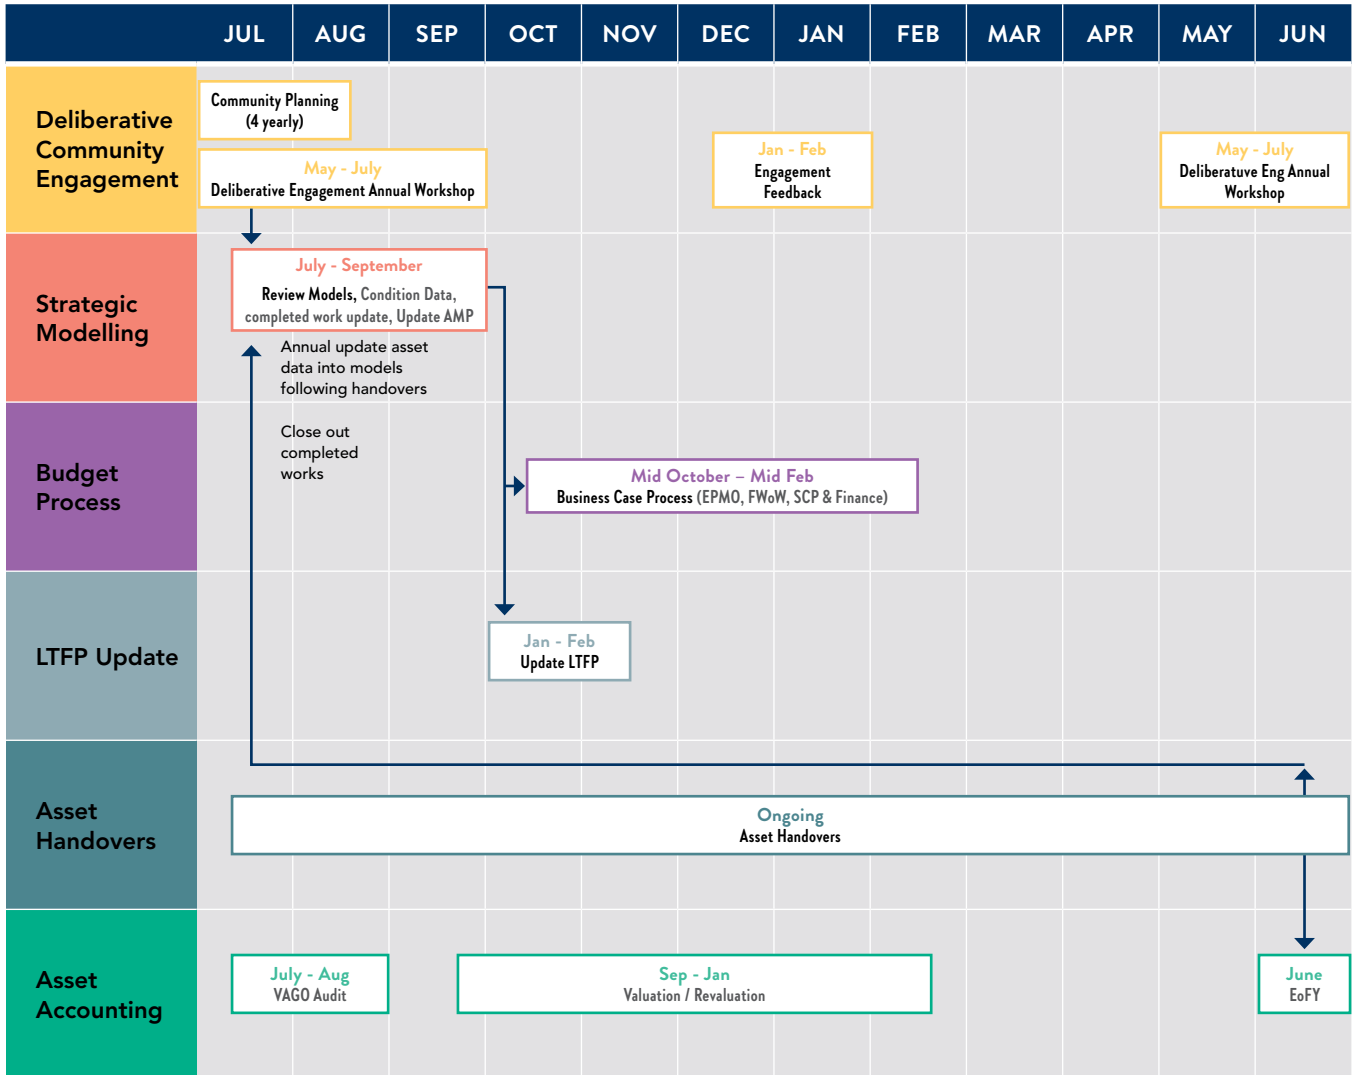 JUL AUG SEP OCT NOV DEC JAN FEB MAR APR MAY JUN
Deliberative
Community
Engagement
Community Planning
(4 yearly)
May - July
Deliberative Engagement Annual Workshop
Jan - Feb
Engagement
Feedback
May - July
Deliberatuve Eng Annual
Workshop
Strategic
Modelling
July - September
Review Models, Condition Data,
completed work update, Update AMP
Annual update asset
data into models
following handovers
Budget
Process
Close out
completed
works
Mid October – Mid Feb
Business Case Process (EPMO, FWoW, SCP & Finance)
LTFP Update
Jan - Feb
Update LTFP
Asset
Handovers
Ongoing
Asset Handovers
Asset
Accounting
July - Aug
VAGO Audit
Sep - Jan
Valuation / Revaluation
June
EoFY